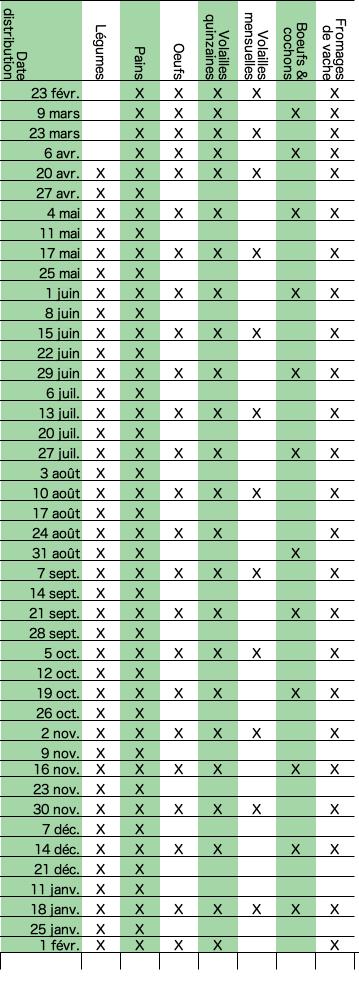 Date distribution Légumes Pains Oeufs Volailles quinzaines Volailles mensuelles Boeufs & cochons Fromages de vache
23 févr. X X X X X
9 mars X X X X X
23 mars X X X X X
6 avr. X X X X X
20 avr. X X X X X X
27 avr. X X
4 mai X X X X X X
11 mai X X
17 mai X X X X X X
25 mai X X
1 juin X X X X X X
8 juin X X
15 juin X X X X X X
22 juin X X
29 juin X X X X X X
6 juil. X X
13 juil. X X X X X X
20 juil. X X
27 juil. X X X X X X
3 août X X
10 août X X X X X X
17 août X X
24 août X X X X X
31 août X X X
7 sept. X X X X X X
14 sept. X X
21 sept. X X X X X X
28 sept. X X
5 oct. X X X X X X
12 oct. X X
19 oct. X X X X X X
26 oct. X X
2 nov. X X X X X X
9 nov. X X
16 nov. X X X X X X
23 nov. X X
30 nov. X X X X X X
7 déc. X X
14 déc. X X X X X X
21 déc. X X
11 janv. X X
18 janv. X X X X X X X
25 janv. X X
1 févr. X X X X X